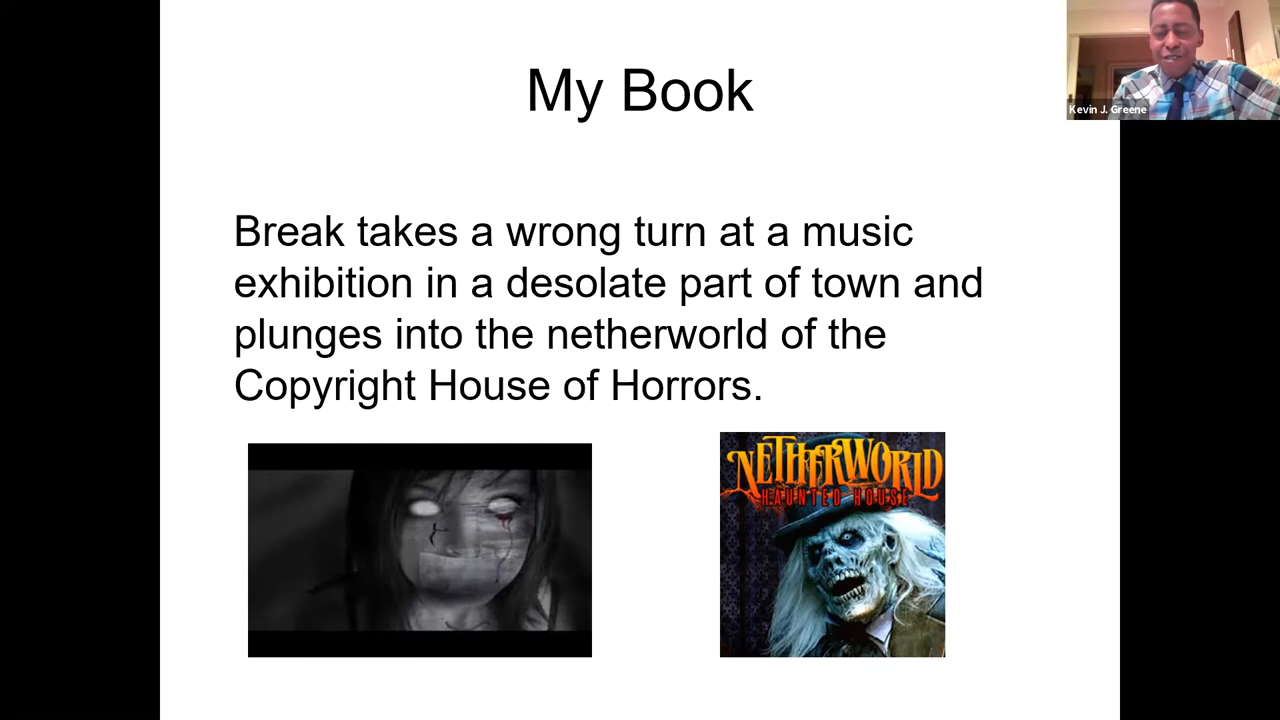 My Book
Kevin J. Greene
Break takes a wrong turn at a music
exhibition in a desolate part of town and
plunges into the netherworld of the
Copyright House of Horrors.
NETHERWORLD
HAUNTED HOUSE